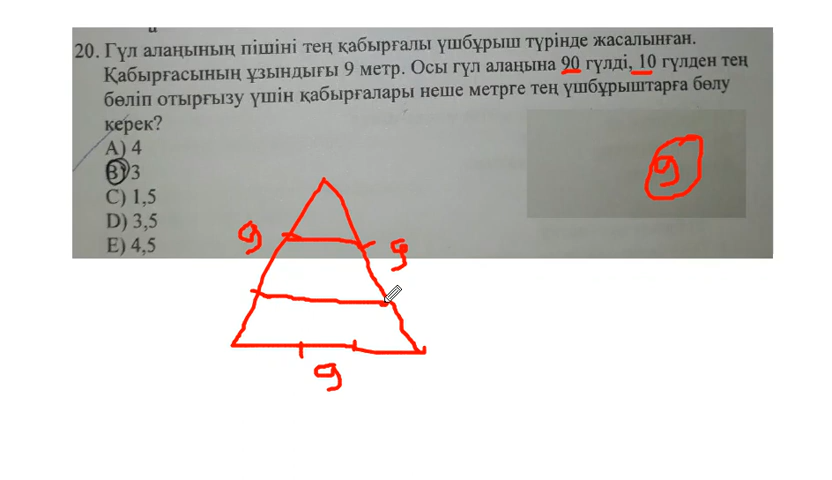 20. Гүл алаңының пішіні тең қабырғалы үшбұрыш түрінде жасалынған.
Қабырғасының ұзындығы 9 метр. Осы гүл алаңына 90 гүлді, 10 гүлден тең
бөліп отырғызу үшін қабырғалары неше метрге тең үшбұрыштарға бөлу
керек?
A) 4
B) 3
C) 1,5
D) 3,5
E) 4,5
9
9
9
9